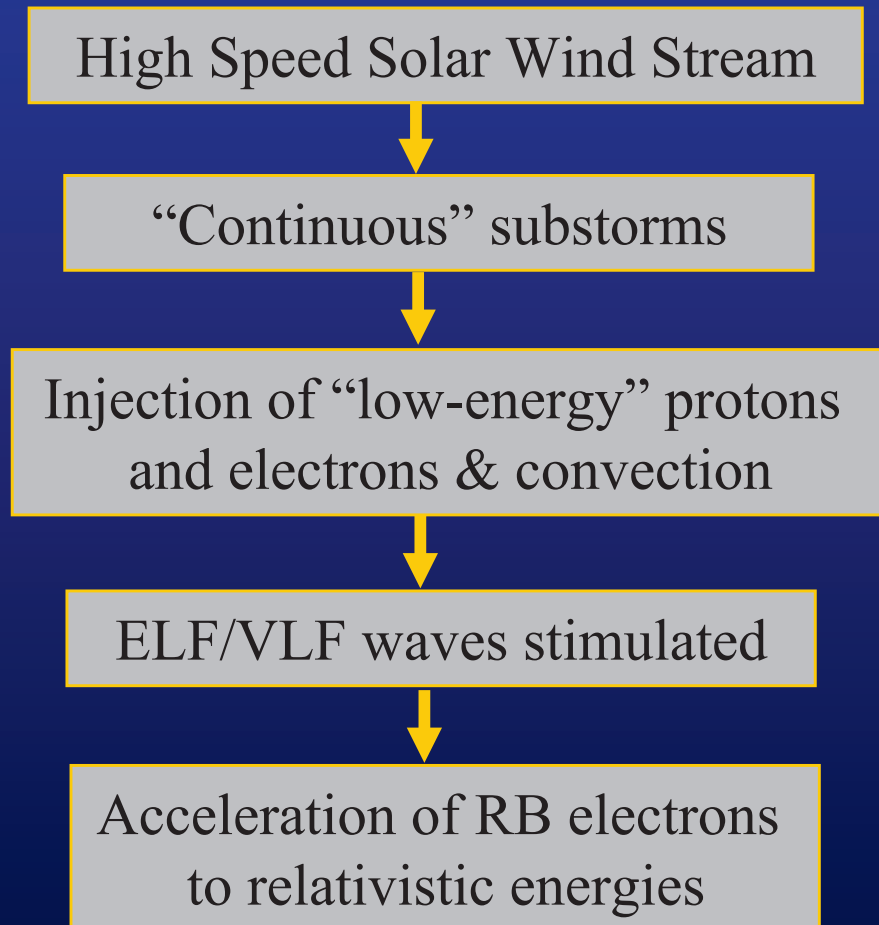 High Speed Solar Wind Stream
“Continuous” substorms
Injection of “low-energy” protons
and electrons & convection
ELF/VLF waves stimulated
Acceleration of RB electrons
to relativistic energies